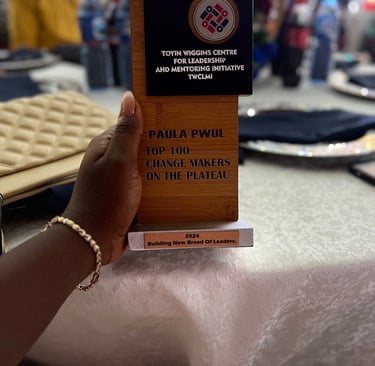 TOYIN WIGGINS CENTRE
FOR LEADERSHIP
AND MENTORING INITIATIVE
TWCLMI
PAULA PWUL
TOP 100
CHANGE MAKERS
ON THE PLATEAU
2024
Building New Breed Of Leaders.